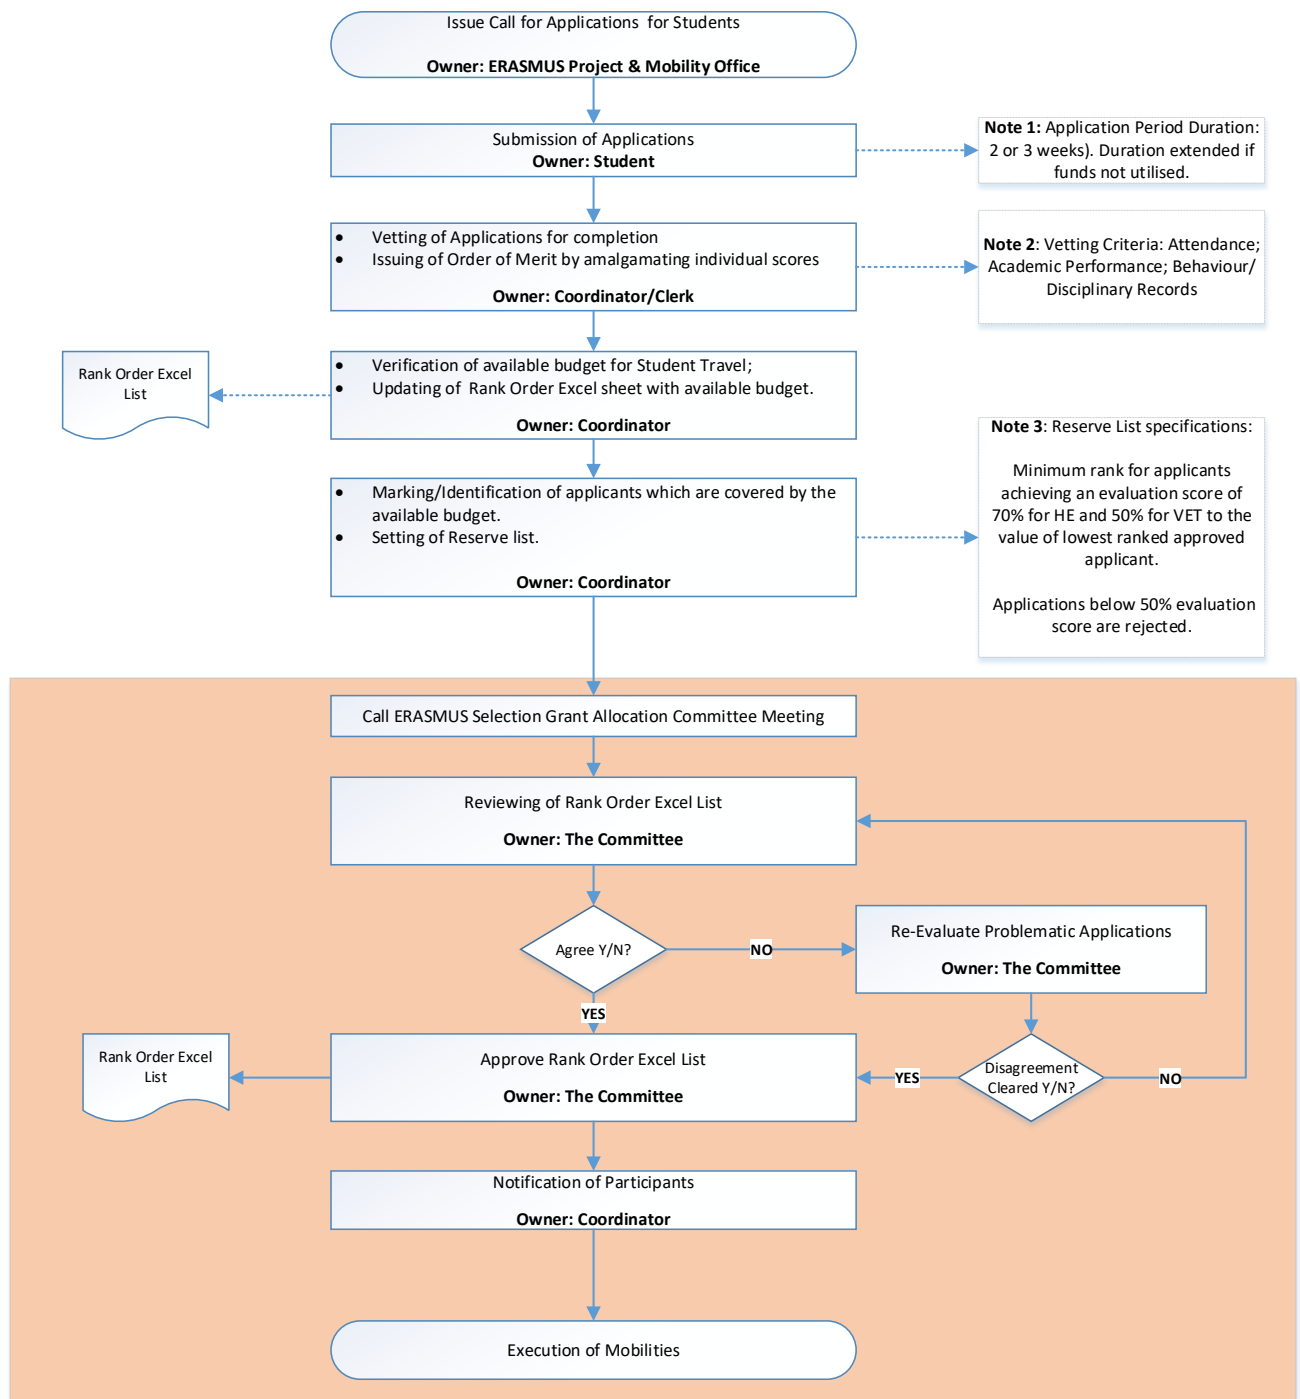 Issue Call for Applications for Students
Owner: ERASMUS Project & Mobility Office
Submission of Applications
Owner: Student
Note 1: Application Period Duration:
2 or 3 weeks). Duration extended if
funds not utilised.
• Vetting of Applications for completion
• Issuing of Order of Merit by amalgamating individual scores
Owner: Coordinator/Clerk
Note 2: Vetting Criteria: Attendance;
Academic Performance; Behaviour/
Disciplinary Records
Rank Order Excel
List
• Verification of available budget for Student Travel;
• Updating of Rank Order Excel sheet with available budget.
Owner: Coordinator
• Marking/Identification of applicants which are covered by the
available budget.
• Setting of Reserve list.
Owner: Coordinator
Note 3: Reserve List specifications:
Minimum rank for applicants
achieving an evaluation score of
70% for HE and 50% for VET to the
value of lowest ranked approved
applicant.
Applications below 50% evaluation
score are rejected.
Call ERASMUS Selection Grant Allocation Committee Meeting
Reviewing of Rank Order Excel List
Owner: The Committee
Agree Y/N?
NO
Re-Evaluate Problematic Applications
Owner: The Committee
YES
Rank Order Excel
List
Approve Rank Order Excel List
Owner: The Committee
YES
Disagreement
Cleared Y/N?
NO
Notification of Participants
Owner: Coordinator
Execution of Mobilities